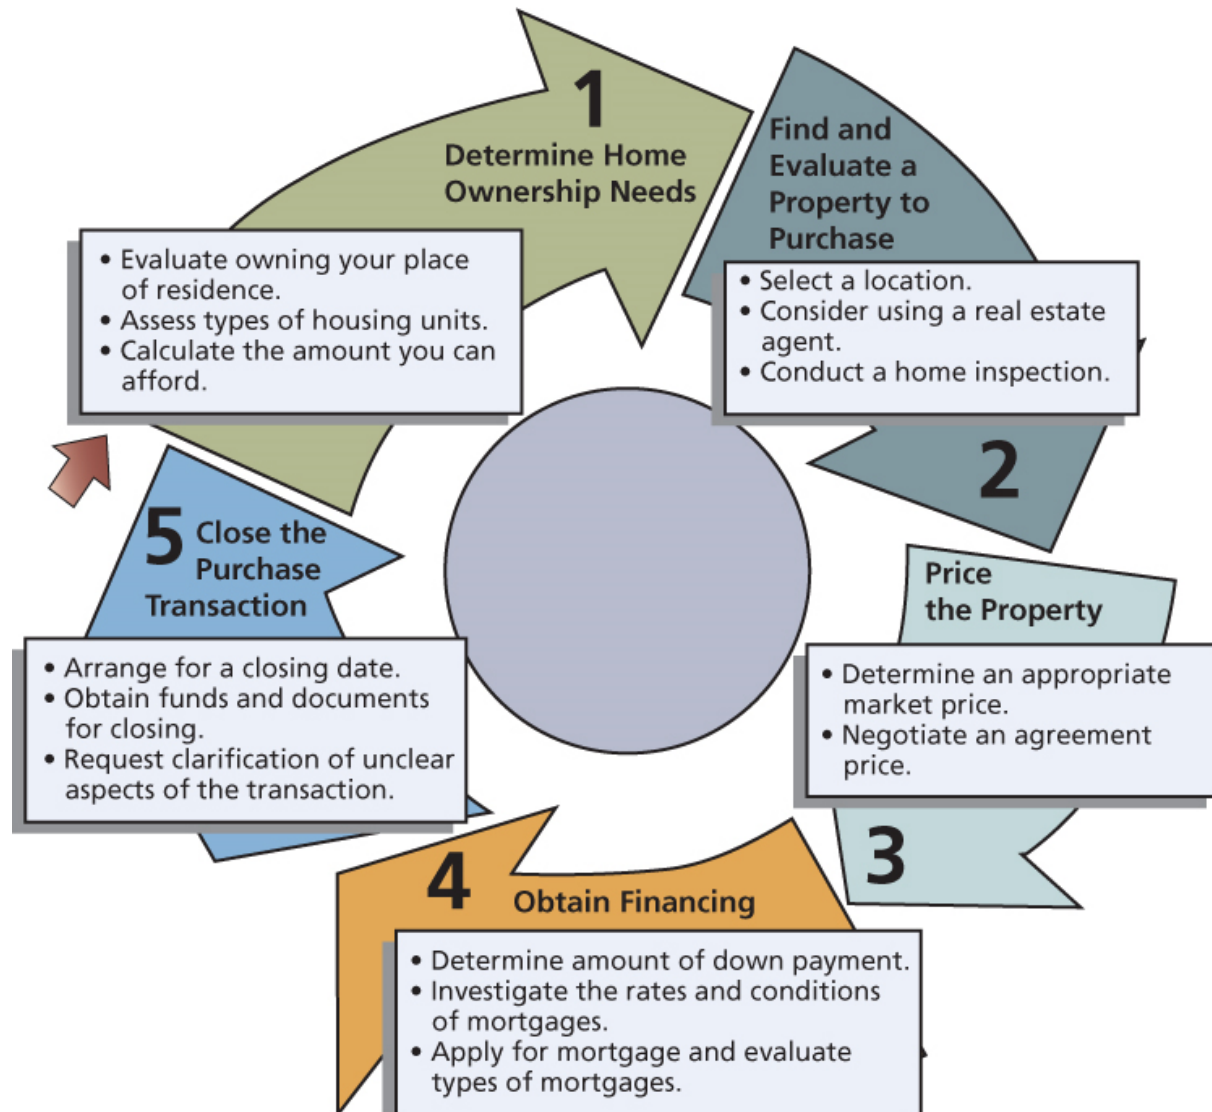 1
Determine Home
Ownership Needs
• Evaluate owning your place
of residence.
• Assess types of housing units.
• Calculate the amount you can
afford.
Find and
Evaluate a
Property to
Purchase
• Select a location.
• Consider using a real estate
agent.
• Conduct a home inspection.
2
Price
the Property
• Determine an appropriate
market price.
• Negotiate an agreement
price.
3
4
Obtain Financing
• Determine amount of down payment.
• Investigate the rates and conditions
of mortgages.
• Apply for mortgage and evaluate
types of mortgages.
5 Close the
Purchase
Transaction
• Arrange for a closing date.
• Obtain funds and documents
for closing.
• Request clarification of unclear
aspects of the transaction.